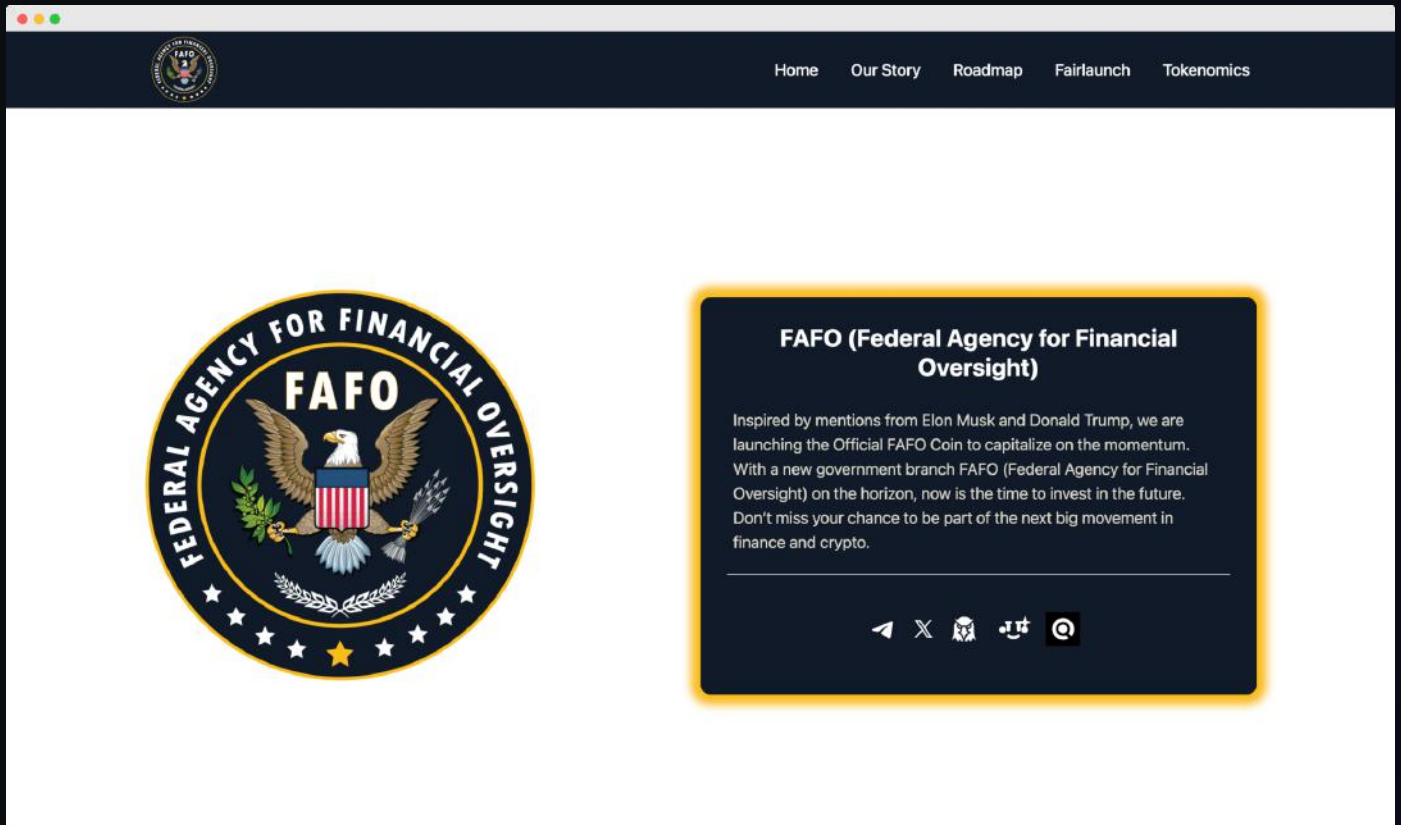 Home Our Story Roadmap Fairlaunch Tokenomics
FEDERAL AGENCY FOR FINANCIAL OVERSIGHT
FAFO
FAFO (Federal Agency for Financial
Oversight)
Inspired by mentions from Elon Musk and Donald Trump, we are
launching the Official FAFO Coin to capitalize on the momentum.
With a new government branch FAFO (Federal Agency for Financial
Oversight) on the horizon, now is the time to invest in the future.
Don't miss your chance to be part of the next big movement in
finance and crypto.